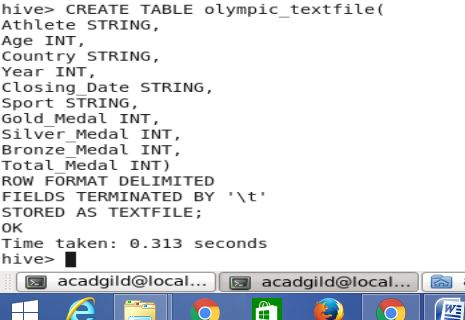 hive> CREATE TABLE olympic_textfile(
Athlete STRING,
Age INT,
Country STRING,
Year INT,
Closing_Date STRING,
Sport STRING,
Gold_Medal INT,
Silver_Medal INT,
Bronze_Medal INT,
Total_Medal INT)
ROW FORMAT DELIMITED
FIELDS TERMINATED BY '\t'
STORED AS TEXTFILE;
OK
Time taken: 0.313 seconds
hive>
acadgild@local... acadgild@local... a
W